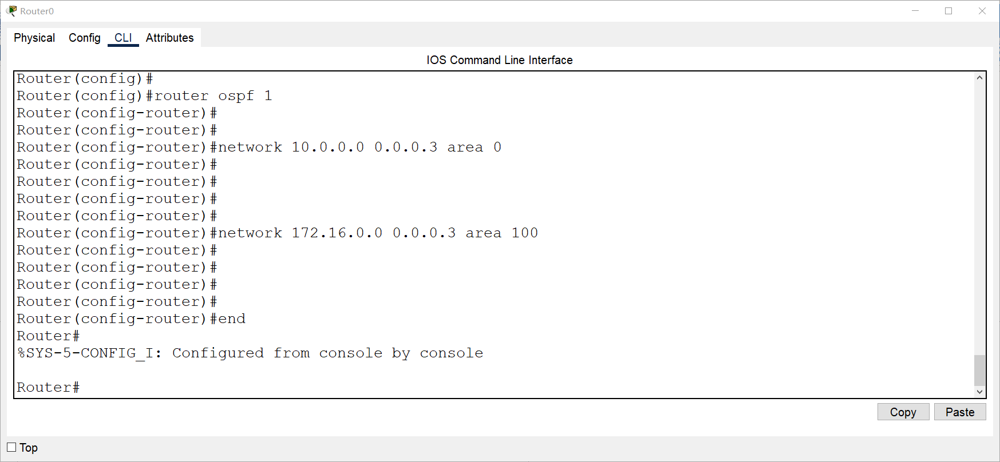 Router0
Physical Config CLI Attributes
IOS Command Line Interface
Router(config)#
Router(config)#router ospf 1
Router(config-router)#
Router(config-router)#
Router(config-router)#network 10.0.0.0 0.0.0.3 area 0
Router(config-router)#
Router(config-router)#
Router(config-router)#
Router(config-router)#
Router(config-router)#network 172.16.0.0 0.0.0.3 area 100
Router(config-router)#
Router(config-router)#
Router(config-router)#
Router(config-router)#
Router(config-router)#end
Router#
%SYS-5-CONFIG_I: Configured from console by console
Router#
Copy Paste
Top